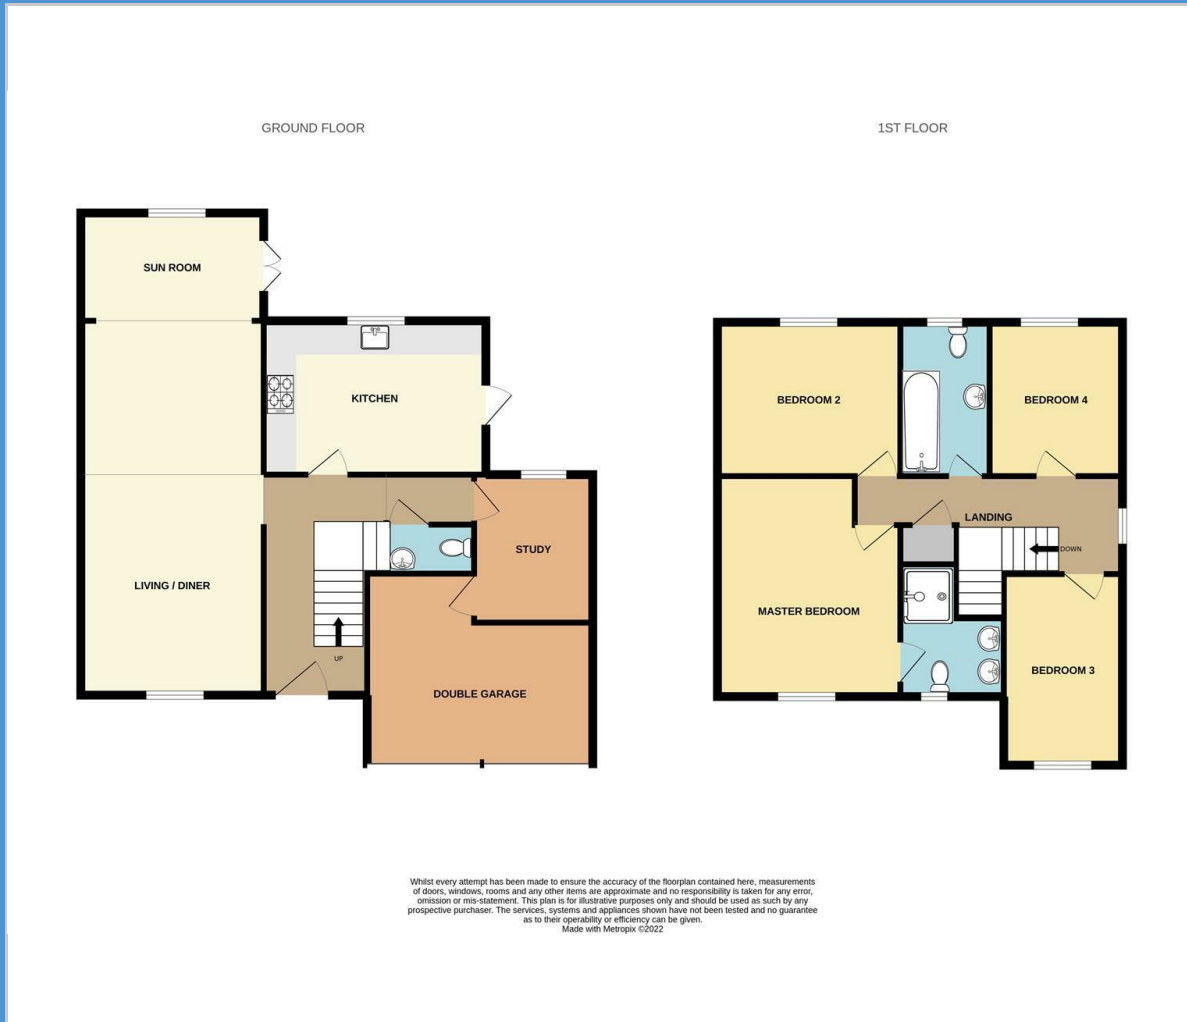 GROUND FLOOR
1ST FLOOR
SUN ROOM
KITCHEN
STUDY
LIVING / DINER
UP
DOUBLE GARAGE
BEDROOM 2
BEDROOM 4
LANDING
DOWN
MASTER BEDROOM
BEDROOM 3
Whilst every attempt has been made to ensure the accuracy of the floorplan contained here, measurements
of doors, windows, rooms and any other items are approximate and no responsibility is taken for any error,
omission or mis-statement. This plan is for illustrative purposes only and should be used as such by any
prospective purchaser. The services, systems and appliances shown have not been tested and no guarantee
as to their operability or efficiency can be given.
Made with Metropix ©2022